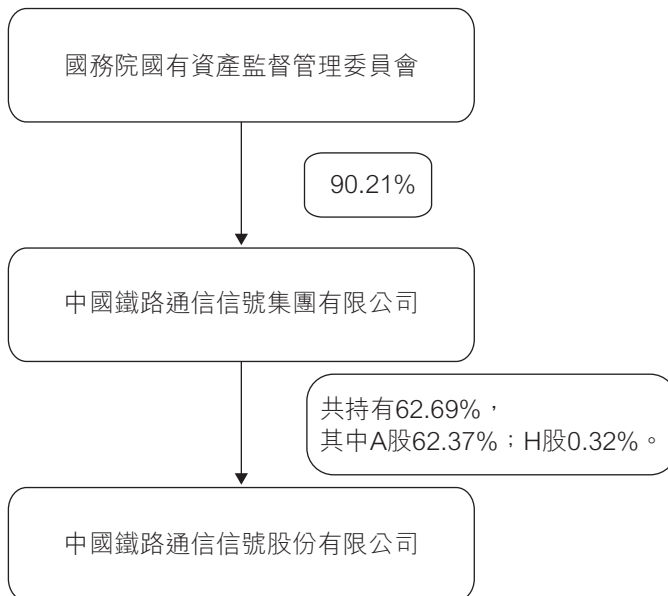 國務院國有資產監督管理委員會
90.21%
中國鐵路通信信號集團有限公司
共持有62.69%，
其中A股62.37%；H股0.32%。
中國鐵路通信信號股份有限公司